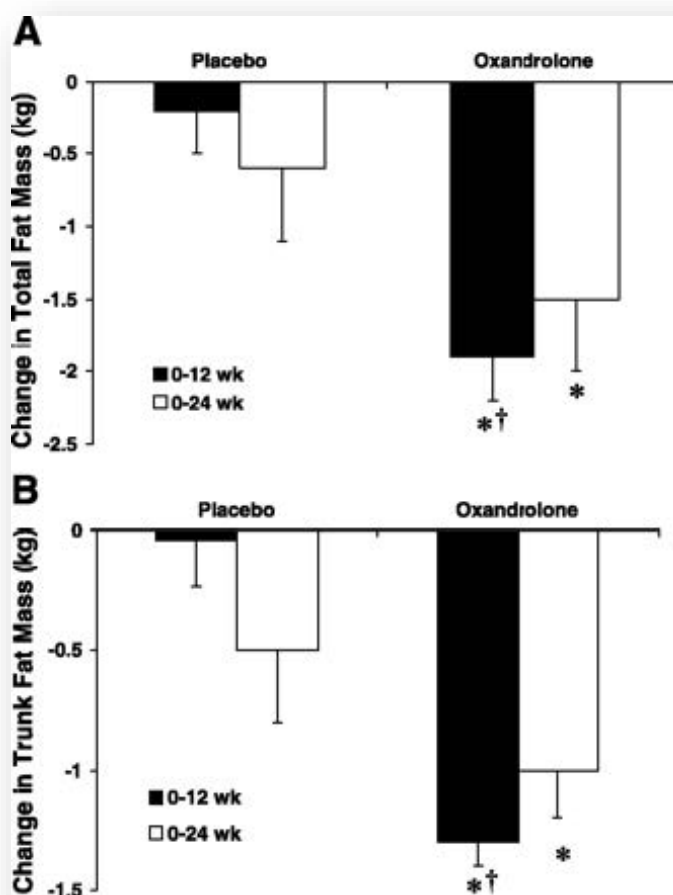 A
Placebo Oxandrolone
Change in Total Fat Mass (kg)
0
-0.5
-1
-1.5
-2
-2.5
0-12 wk
0-24 wk
*†
*
B
Placebo Oxandrolone
Change in Trunk Fat Mass (kg)
0
-0.5
-1
-1.5
0-12 wk
0-24 wk
*†
*